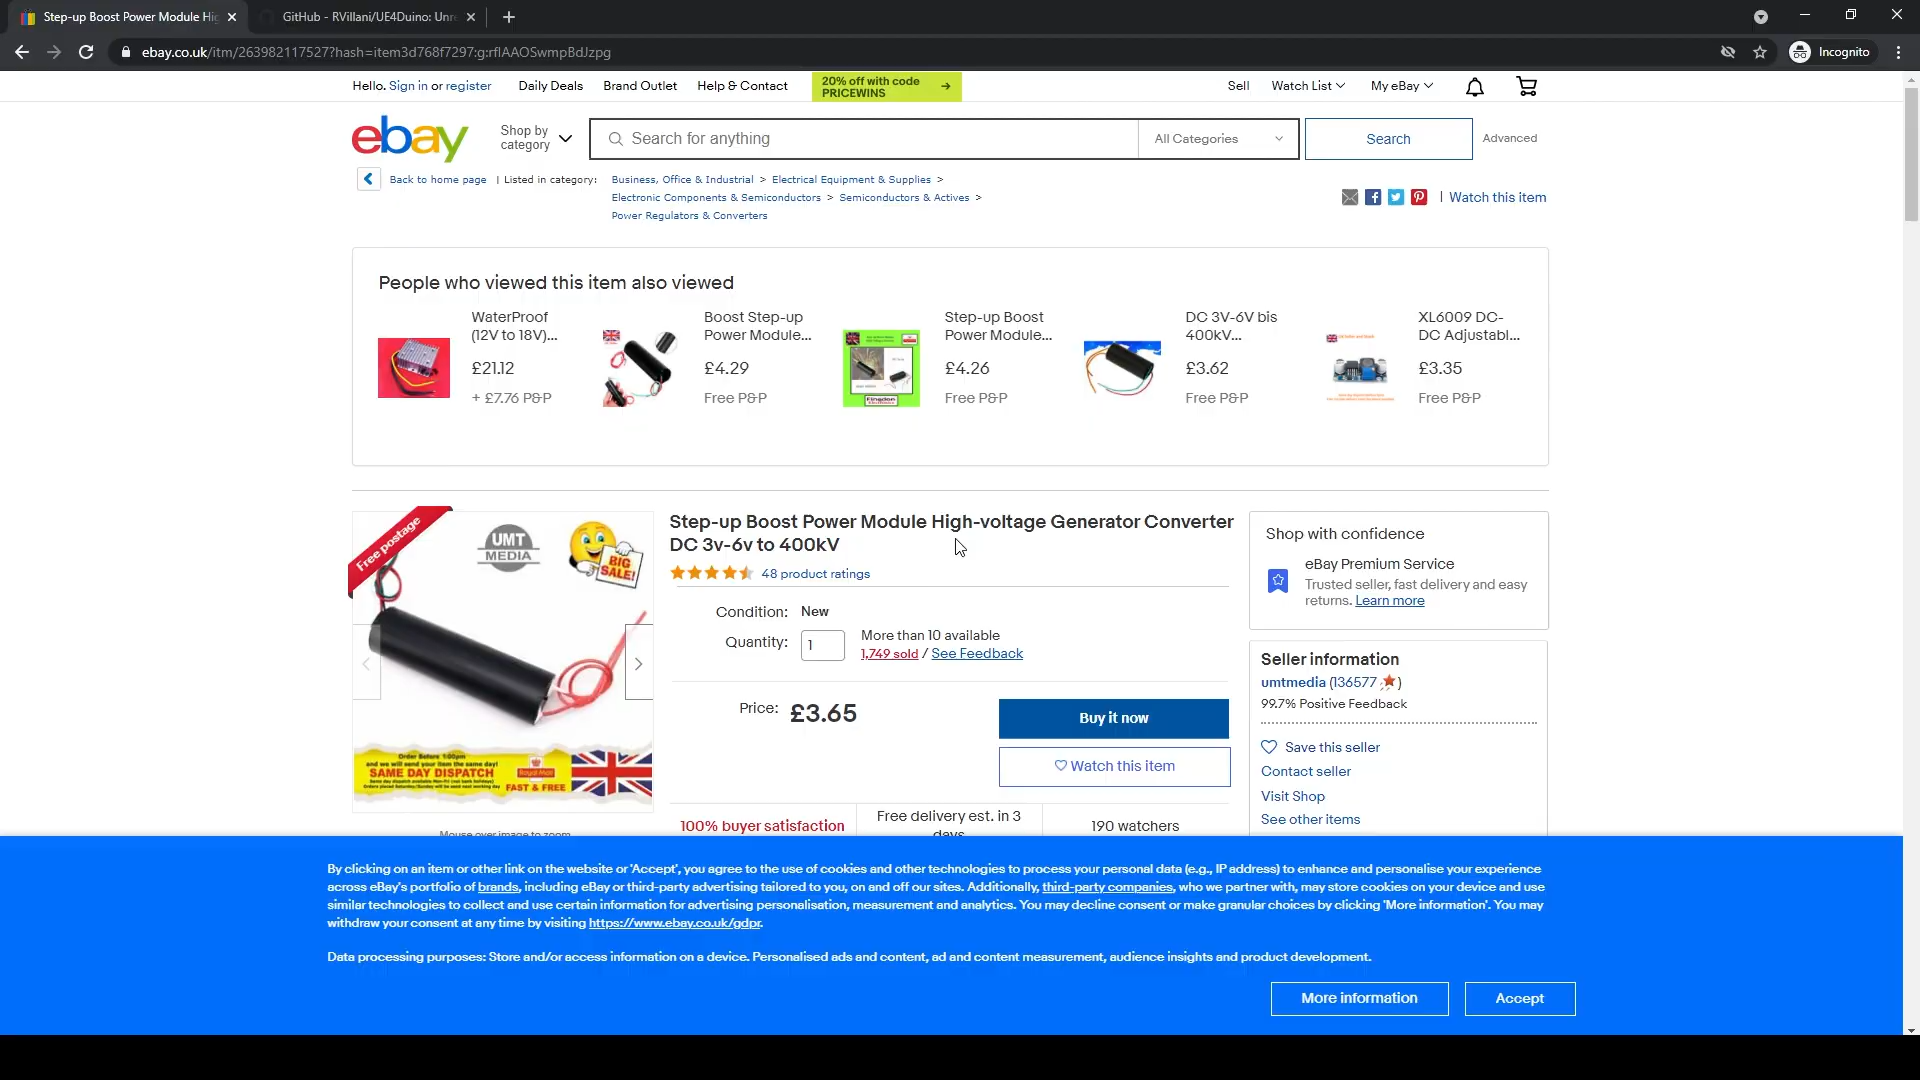 Step-up Boost Power Module Hi
GitHub - RVillani/UE4Duino: Unre
ebay.co.uk/itm/263982117527?hash=item3d768f7297:g:rfIAAOSwmpBdJzpg
Incognito
Hello. Sign in or register
Daily Deals
Brand Outlet
Help & Contact
20% off with code
PRICEWINS
Sell
Watch List
My eBay
ebay
Shop by
category
Search for anything
All Categories
Search
Advanced
Back to home page | Listed in category:
Business, Office & Industrial > Electrical Equipment & Supplies >
Electronic Components & Semiconductors > Semiconductors & Actives >
Power Regulators & Converters
| Watch this item
People who viewed this item also viewed
WaterProof
(12V to 18V)...
£21.12
+ £7.76 P&P
Boost Step-up
Power Module...
£4.29
Free P&P
Step-up Boost
Power Module...
£4.26
Free P&P
DC 3V-6V bis
400kV...
£3.62
Free P&P
XL6009 DC-
DC Adjustabl...
£3.35
Free P&P
Free postage
UMT
MEDIA
BIG
SALE!
Order Before 1:00pm
and we will send your item the same day!
SAME DAY DISPATCH
Royal Mail
FAST & FREE
Mouse over image to zoom
Step-up Boost Power Module High-voltage Generator Converter
DC 3v-6v to 400kV
48 product ratings
Condition: New
Quantity: 1
More than 10 available
1,749 sold / See Feedback
Price: £3.65
Buy it now
Watch this item
100% buyer satisfaction
Free delivery est. in 3
days
190 watchers
Shop with confidence
eBay Premium Service
Trusted seller, fast delivery and easy
returns. Learn more
Seller information
umtmedia (136577)
99.7% Positive Feedback
Save this seller
Contact seller
Visit Shop
See other items
By clicking on an item or other link on the website or 'Accept', you agree to the use of cookies and other technologies to process your personal data (e.g., IP address) to enhance and personalise your experience
across eBay's portfolio of brands, including eBay or third-party advertising tailored to you, on and off our sites. Additionally, third-party companies, who we partner with, may store cookies on your device and use
similar technologies to collect and use certain information for advertising personalisation, measurement and analytics. You may decline consent or make granular choices by clicking 'More information'. You may
withdraw your consent at any time by visiting https://www.ebay.co.uk/gdpr.
Data processing purposes: Store and/or access information on a device. Personalised ads and content, ad and content measurement, audience insights and product development.
More information
Accept